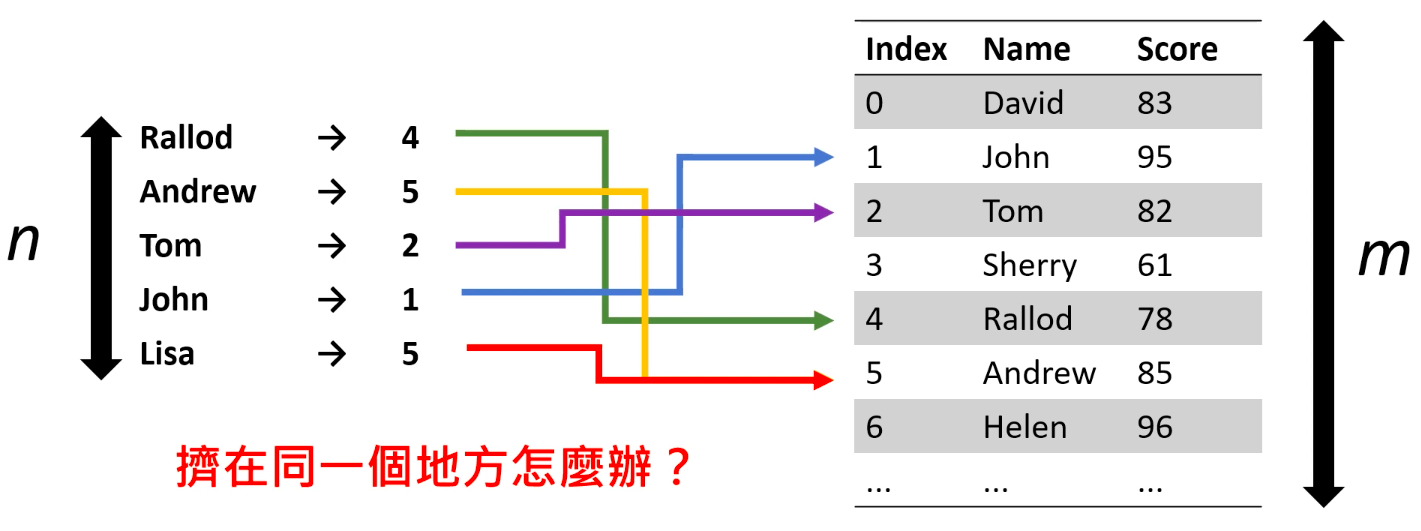 n
Rallod → 4
Andrew → 5
Tom → 2
John → 1
Lisa → 5
擠在同一個地方怎麼辦？
Index Name Score
0 David 83
1 John 95
2 Tom 82
3 Sherry 61
4 Rallod 78
5 Andrew 85
6 Helen 96
... ... ...
m